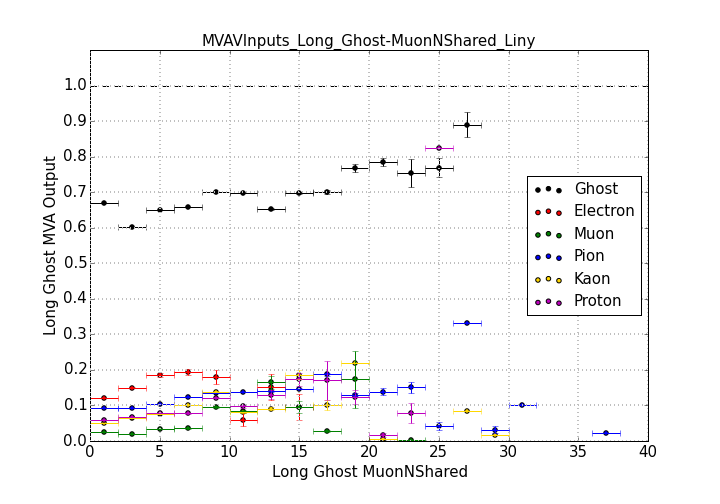 MVAVInputs_Long_Ghost-MuonNShared_Liny
Long Ghost MVA Output
1.0
0.9
0.8
0.7
0.6
0.5
0.4
0.3
0.2
0.1
0.0
Ghost
Electron
Muon
Pion
Kaon
Proton
0 5 10 15 20 25 30 35 40
Long Ghost MuonNShared